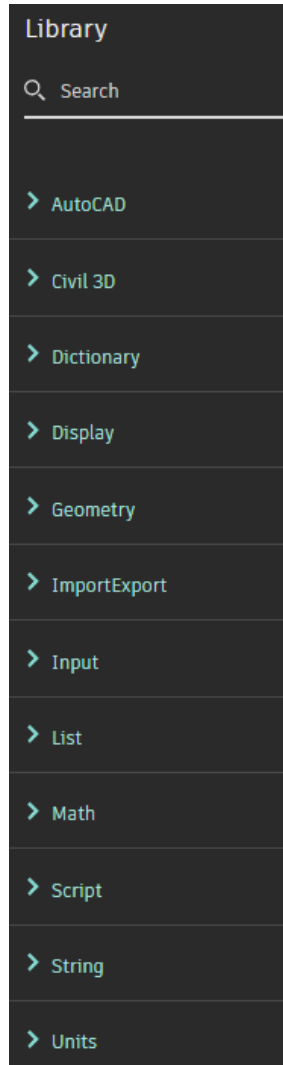 Library
Search
AutoCAD
Civil 3D
Dictionary
Display
Geometry
ImportExport
Input
List
Math
Script
String
Units